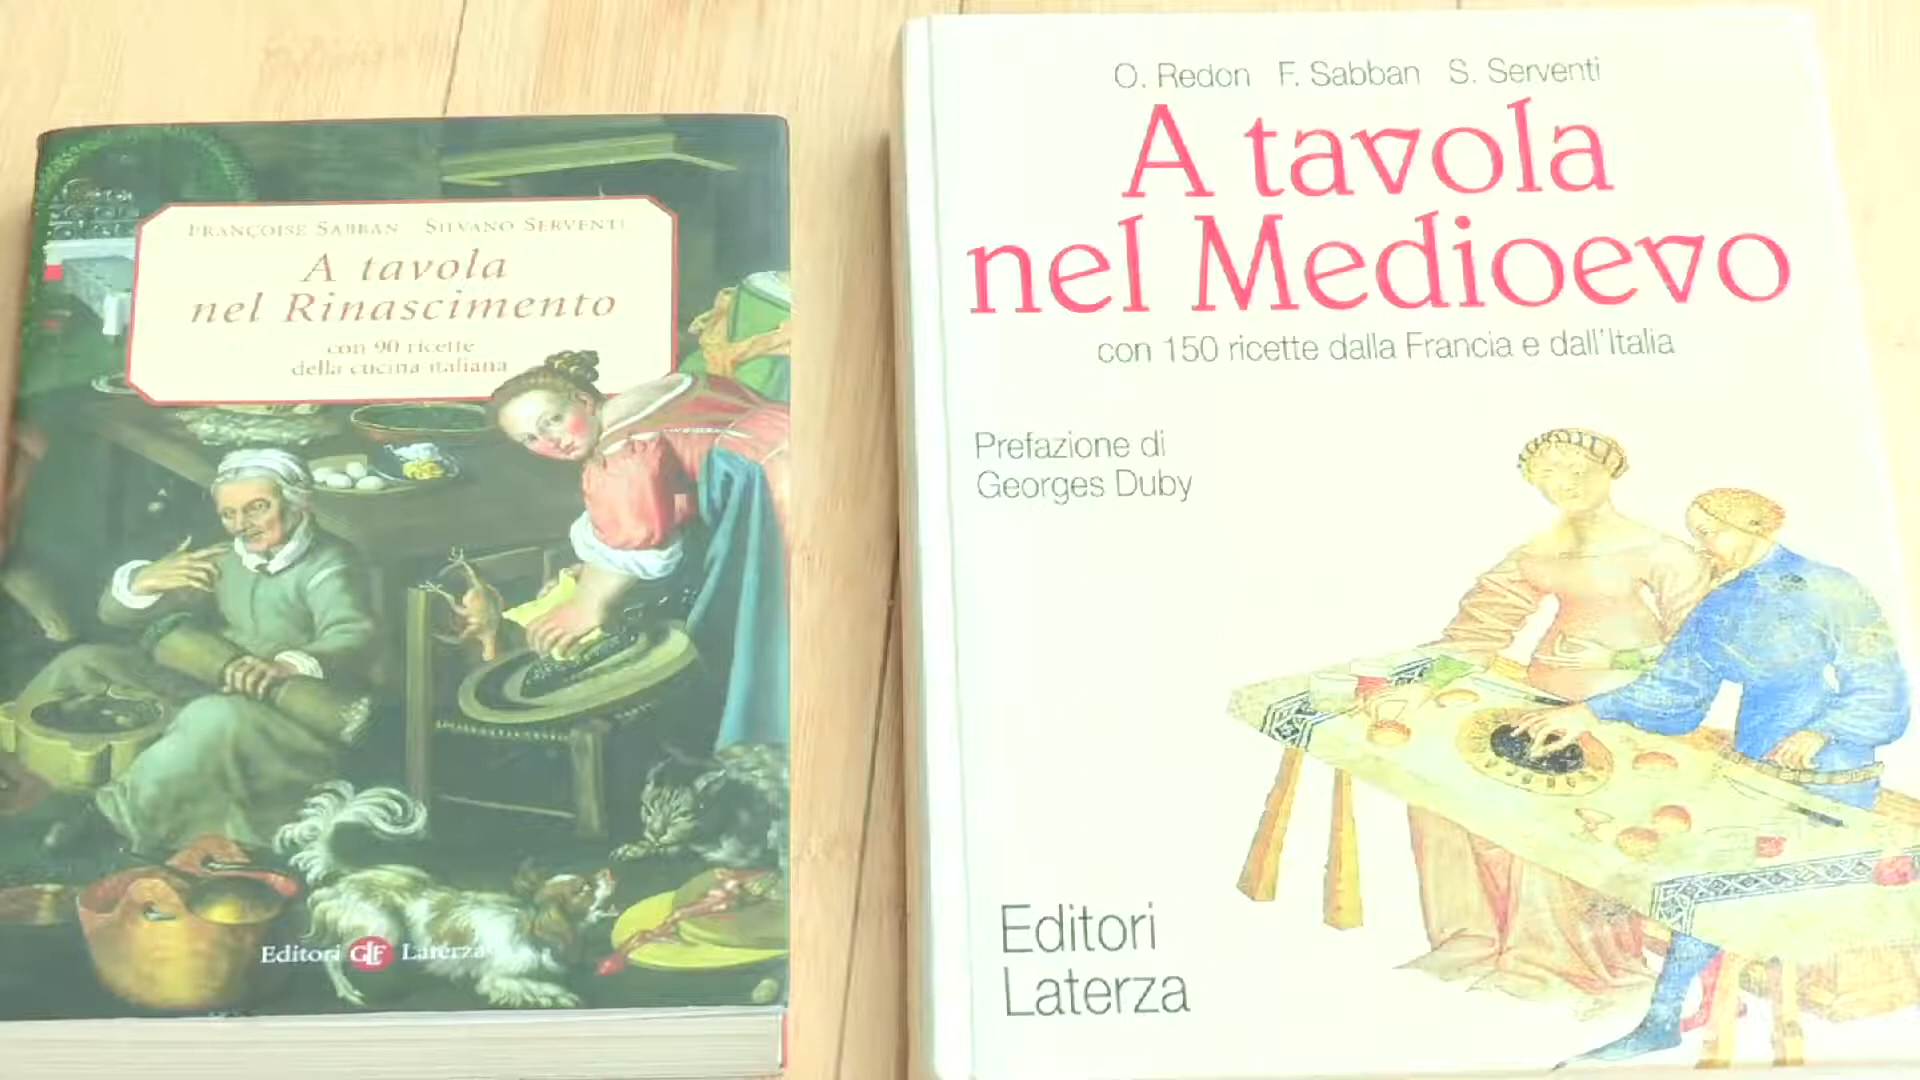 FRANÇOISE SABBAN SILVANO SERVENTI
A tavola
nel Rinascimento
con 90 ricette
della cucina italiana
Editori GLF Laterza
O. Redon F. Sabban S. Serventi
A tavola
nel Medioevo
con 150 ricette dalla Francia e dall'Italia
Prefazione di
Georges Duby
Editori
Laterza